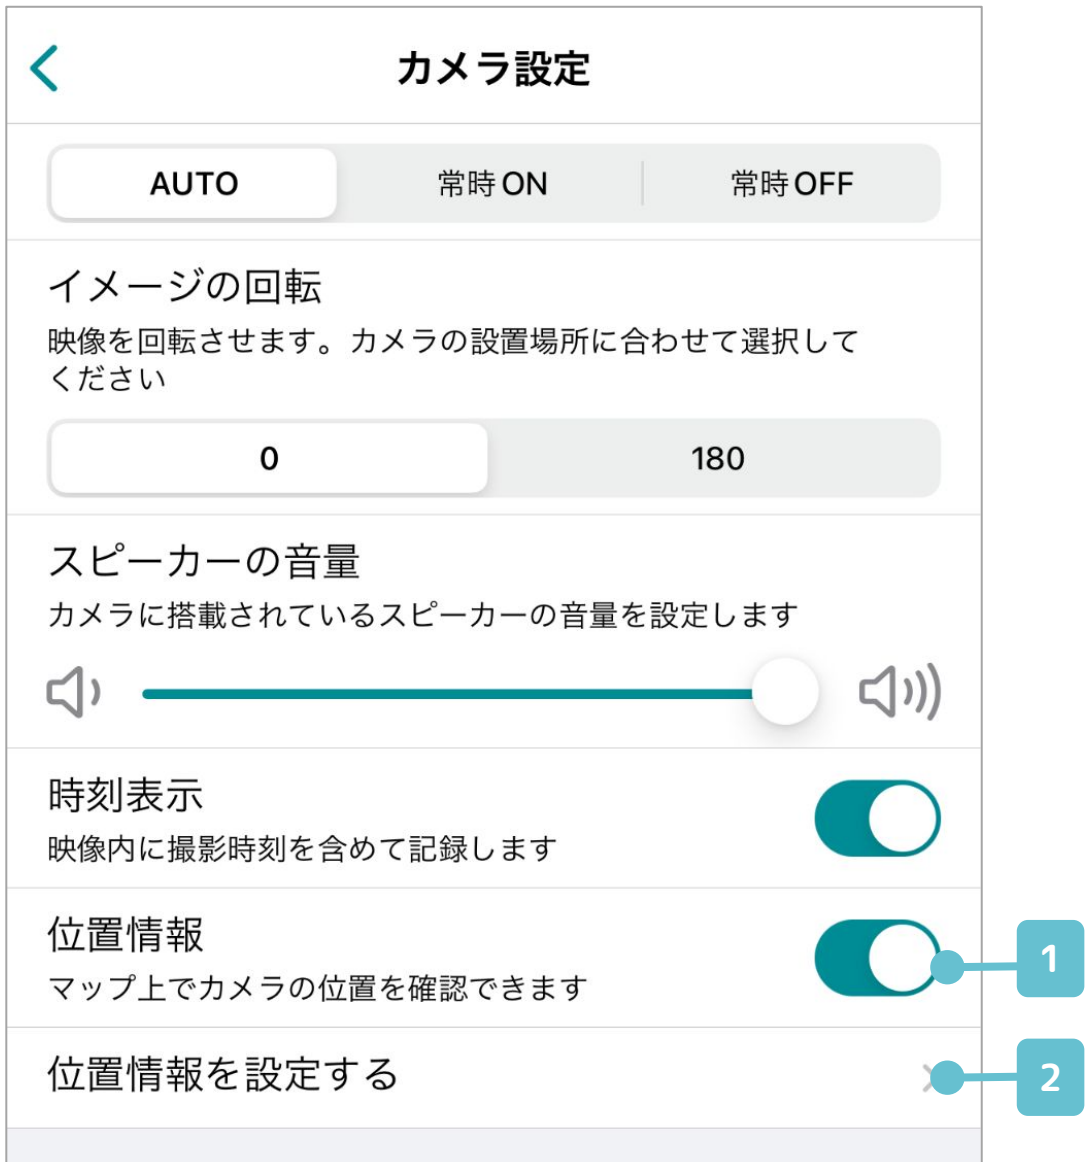 カメラ設定
AUTO 常時ON 常時OFF
イメージの回転
映像を回転させます。カメラの設置場所に合わせて選択して
ください
0 180
スピーカーの音量
カメラに搭載されているスピーカーの音量を設定します
時刻表示
映像内に撮影時刻を含めて記録します
位置情報
マップ上でカメラの位置を確認できます
1
位置情報を設定する
2